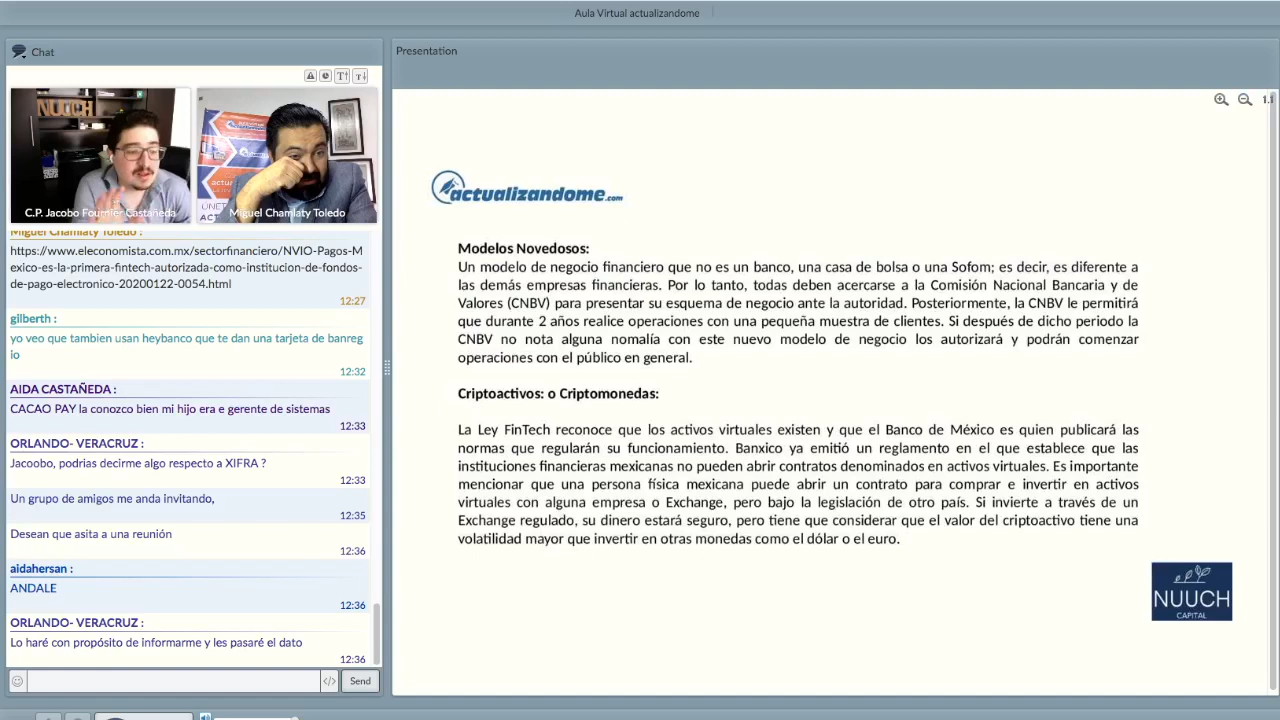 Aula Virtual actualizandome
Chat
NUUCH
C.P. Jacobo Fournier Castañeda
Miguel Chamlaty Toledo
Miguel Chamlaty Toledo :
https://www.eleconomista.com.mx/sectorfinanciero/NVIO-Pagos-M
exico-es-la-primera-fintech-autorizada-como-institucion-de-fondos-
de-pago-electronico-20200122-0054.html
12:27
gilberth :
yo veo que tambien usan heybanco que te dan una tarjeta de banreg
io
12:32
AIDA CASTAÑEDA :
CACAO PAY la conozco bien mi hijo era e gerente de sistemas
12:33
ORLANDO- VERACRUZ :
Jacoobo, podrias decirme algo respecto a XIFRA ?
12:33
Un grupo de amigos me anda invitando,
12:35
Desean que asita a una reunión
12:36
aidahersan :
ANDALE
12:36
ORLANDO- VERACRUZ :
Lo haré con propósito de informarme y les pasaré el dato
12:36
Send
Presentation
actualizandome.com
Modelos Novedosos:
Un modelo de negocio financiero que no es un banco, una casa de bolsa o una Sofom; es decir, es diferente a
las demás empresas financieras. Por lo tanto, todas deben acercarse a la Comisión Nacional Bancaria y de
Valores (CNBV) para presentar su esquema de negocio ante la autoridad. Posteriormente, la CNBV le permitirá
que durante 2 años realice operaciones con una pequeña muestra de clientes. Si después de dicho periodo la
CNBV no nota alguna nomalía con este nuevo modelo de negocio los autorizará y podrán comenzar
operaciones con el público en general.
Criptoactivos: o Criptomonedas:
La Ley FinTech reconoce que los activos virtuales existen y que el Banco de México es quien publicará las
normas que regularán su funcionamiento. Banxico ya emitió un reglamento en el que establece que las
instituciones financieras mexicanas no pueden abrir contratos denominados en activos virtuales. Es importante
mencionar que una persona física mexicana puede abrir un contrato para comprar e invertir en activos
virtuales con alguna empresa o Exchange, pero bajo la legislación de otro país. Si invierte a través de un
Exchange regulado, su dinero estará seguro, pero tiene que considerar que el valor del criptoactivo tiene una
volatilidad mayor que invertir en otras monedas como el dólar o el euro.
NUUCH
CAPITAL